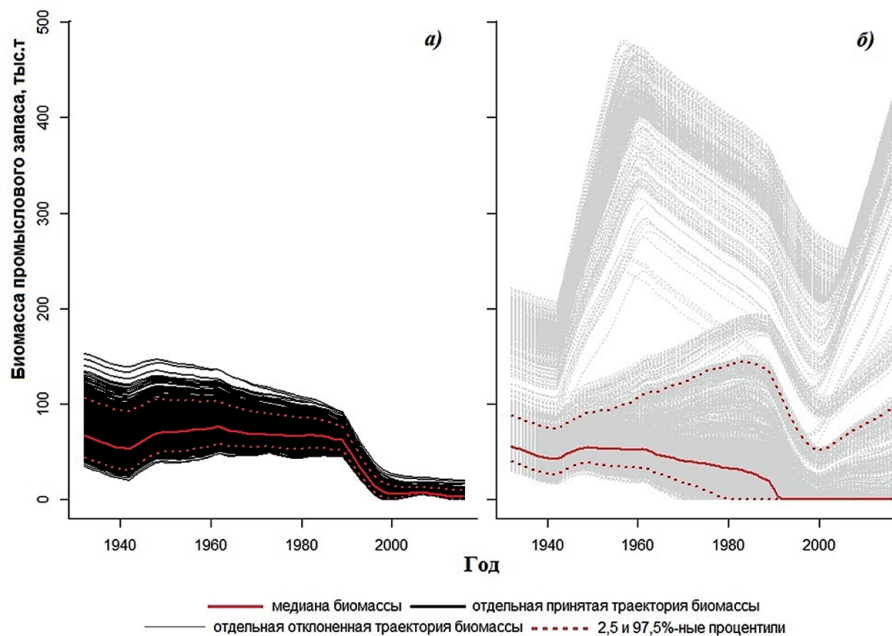 Биомасса промыслового запаса, тыс.т
500
400
300
200
100
0
а)
б)
1940 1960 1980 2000
1940 1960 1980 2000
Год
медиана биомассы
отдельная принятая траектория биомассы
отдельная отклоненная траектория биомассы
2,5 и 97,5%-ные процентили